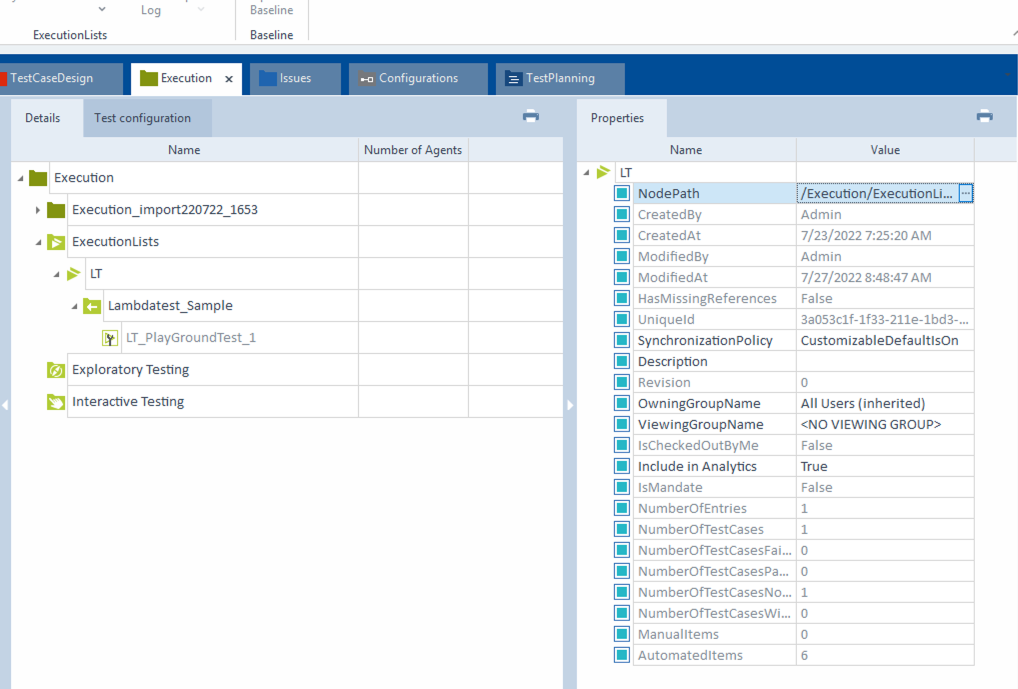 Log
Baseline
ExecutionLists
Baseline
TestCaseDesign
Execution x
Issues
Configurations
TestPlanning
Details
Test configuration
Name
Number of Agents
Execution
Execution_import220722_1653
ExecutionLists
LT
Lambdatest_Sample
LT_PlayGroundTest_1
Exploratory Testing
Interactive Testing
Properties
Name Value
LT
NodePath /Execution/ExecutionLi... ...
CreatedBy Admin
CreatedAt 7/23/2022 7:25:20 AM
ModifiedBy Admin
ModifiedAt 7/27/2022 8:48:47 AM
HasMissingReferences False
UniqueId 3a053c1f-1f33-211e-1bd3-...
SynchronizationPolicy CustomizableDefaultIsOn
Description
Revision 0
OwningGroupName All Users (inherited)
ViewingGroupName <NO VIEWING GROUP>
IsCheckedOutByMe False
Include in Analytics True
IsMandate False
NumberOfEntries 1
NumberOfTestCases 1
NumberOfTestCasesFai... 0
NumberOfTestCasesPa... 0
NumberOfTestCasesNo... 1
NumberOfTestCasesWi... 0
ManualItems 0
AutomatedItems 6